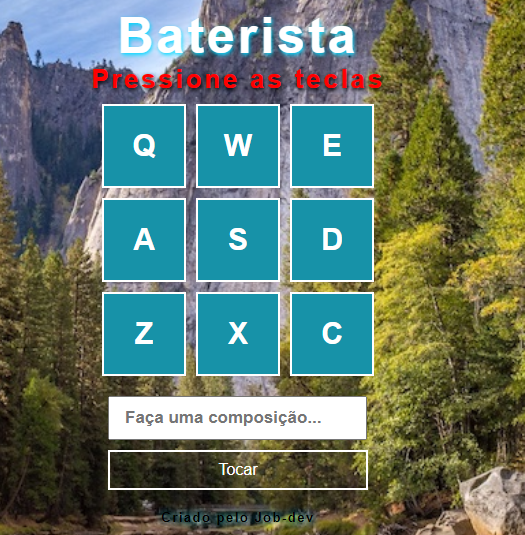 Baterista
Pressione as teclas
Q W E
A S D
Z X C
Faça uma composição...
Tocar
Criado pelo Job-dev